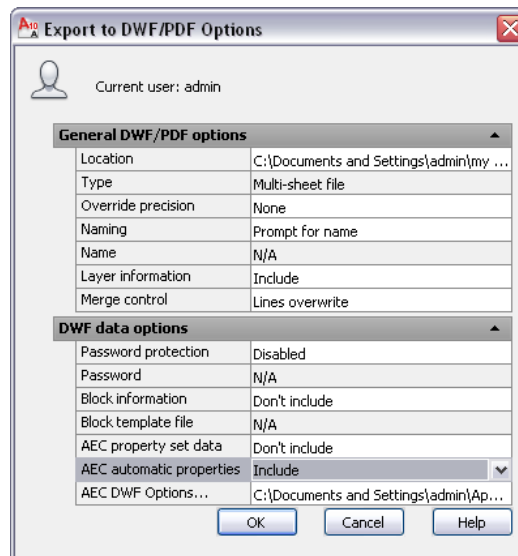 Export to DWF/PDF Options
Current user: admin
General DWF/PDF options
Location C:\Documents and Settings\admin\my ...
Type Multi-sheet file
Override precision None
Naming Prompt for name
Name N/A
Layer information Include
Merge control Lines overwrite
DWF data options
Password protection Disabled
Password N/A
Block information Don't include
Block template file N/A
AEC property set data Don't include
AEC automatic properties Include
AEC DWF Options... C:\Documents and Settings\admin\Ap...
OK Cancel Help